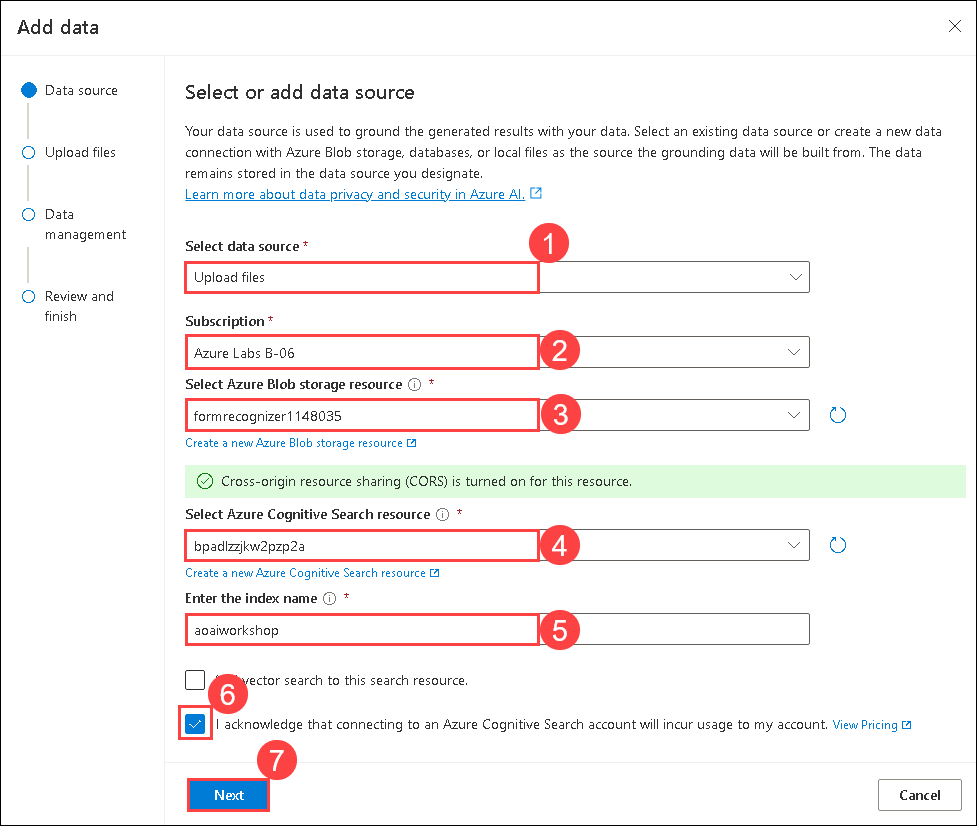 Add data
Data source
Upload files
Data
management
Review and
finish
Select or add data source
Your data source is used to ground the generated results with your data. Select an existing data source or create a new data
connection with Azure Blob storage, databases, or local files as the source the grounding data will be built from. The data
remains stored in the data source you designate.
Learn more about data privacy and security in Azure AI.
Select data source *
1
Upload files
Subscription *
Azure Labs B-06
2
Select Azure Blob storage resource *
formrecognizer1148035
3
Create a new Azure Blob storage resource
Cross-origin resource sharing (CORS) is turned on for this resource.
Select Azure Cognitive Search resource *
bpadlzzjkw2pzp2a
4
Create a new Azure Cognitive Search resource
Enter the index name *
aoaiworkshop
5
vector search to this search resource.
6
I acknowledge that connecting to an Azure Cognitive Search account will incur usage to my account. View Pricing
7
Next
Cancel